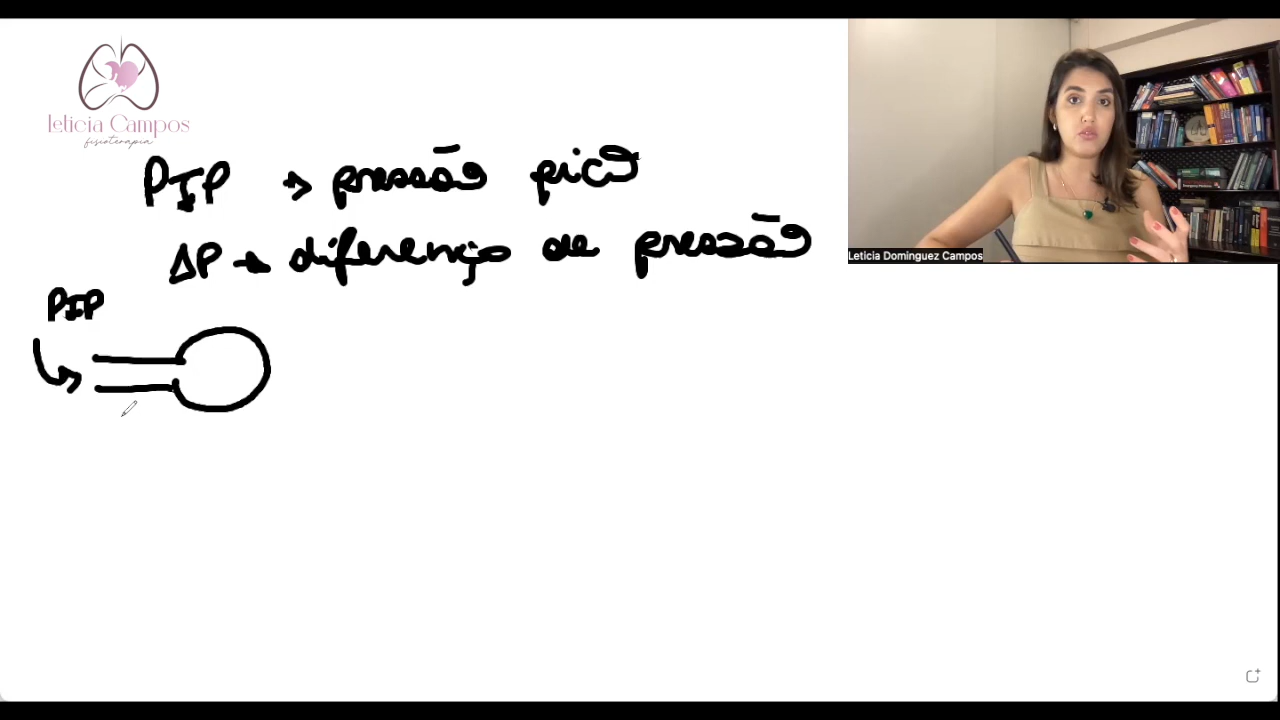 leticia Campos
fisioterapia
PIP → pressão pico
ΔP → diferença de pressão
PIP
Leticia Dominguez Campos